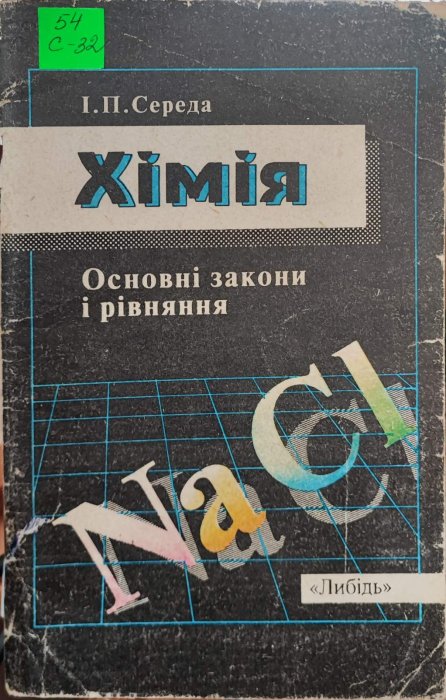 54
С-32
І.П.Середа
Хімія
Основні закони
і рівняння
NaCl
«Либідь»